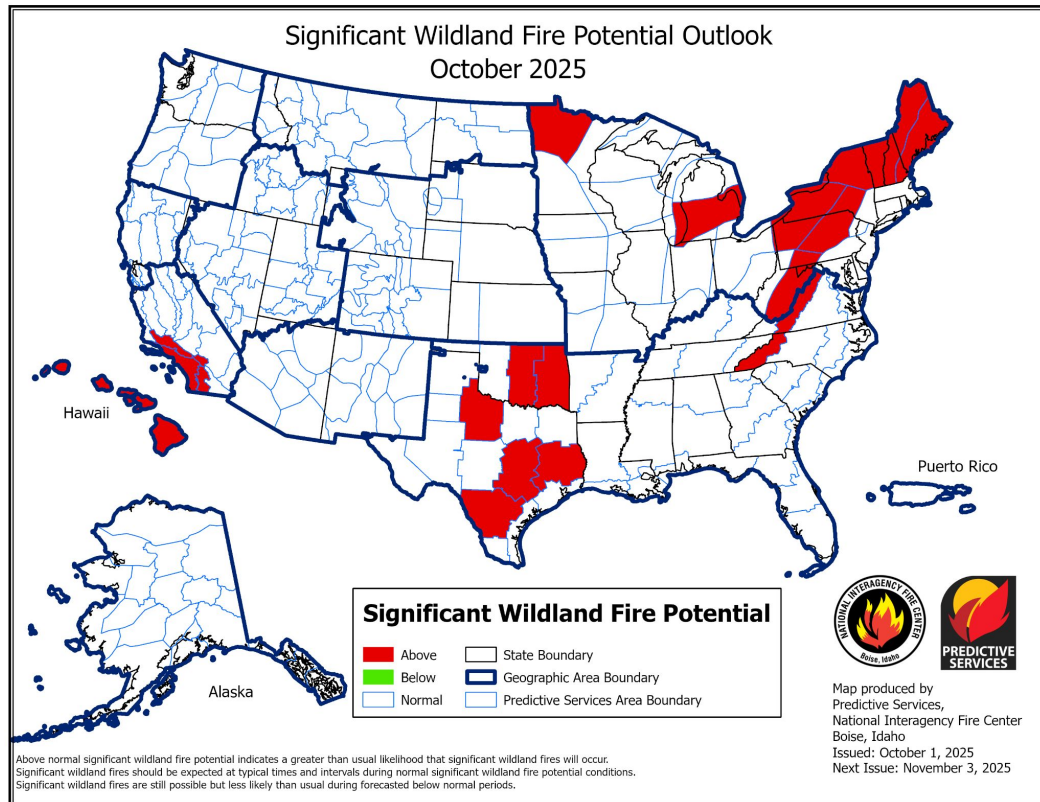 Significant Wildland Fire Potential Outlook
October 2025
Hawaii
Puerto Rico
Alaska
Significant Wildland Fire Potential
Above
State Boundary
Below
Geographic Area Boundary
Normal
Predictive Services Area Boundary
NATIONAL INTERAGENCY FIRE CENTER
Boise, Idaho
PREDICTIVE
SERVICES
Map produced by
Predictive Services,
National Interagency Fire Center
Boise, Idaho
Issued: October 1, 2025
Next Issue: November 3, 2025
Above normal significant wildland fire potential indicates a greater than usual likelihood that significant wildland fires will occur.
Significant wildland fires should be expected at typical times and intervals during normal significant wildland fire potential conditions.
Significant wildland fires are still possible but less likely than usual during forecasted below normal periods.